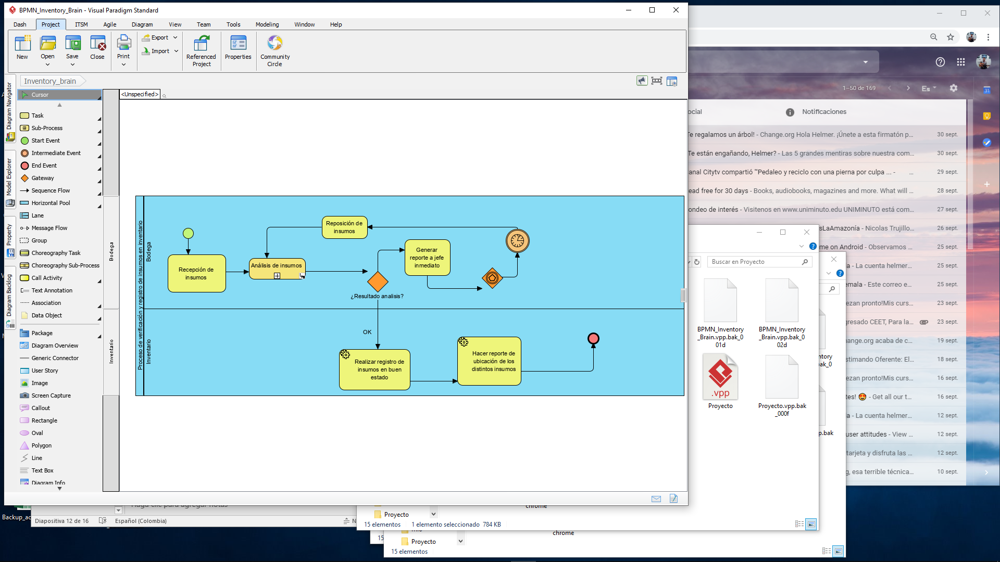 BPMN_Inventory_Brain - Visual Paradigm Standard
Dash Project ITSM Agile Diagram View Team Tools Modeling Window Help
New
Open
Save
Close
Print
Export
Import
Referenced
Project
Properties
Community
Circle
Inventory_brain
Diagram Navigator
Model Explorer
Property
Diagram Backlog
Cursor
Task
Sub-Process
Start Event
Intermediate Event
End Event
Gateway
Sequence Flow
Horizontal Pool
Lane
Message Flow
Group
Choreography Task
Choreography Sub-Process
Call Activity
Text Annotation
Association
Data Object
Package
Diagram Overview
Generic Connector
User Story
Image
Screen Capture
Callout
Rectangle
Oval
Polygon
Line
Text Box
Diagram Info
<Unspecified>
Bodega
Inventario
Proceso de verificación y registro de insumos en inventario
Bodega
Inventario
Recepción de
insumos
Análisis de insumos
Reposición de
insumos
Generar
reporte a jefe
inmediato
¿Resultado analisis?
OK
Realizar registro de
insumos en buen
estado
Hacer reporte de
ubicación de los
distintos insumos
1–50 de 169
Es
31
ocial
Notificaciones
Te regalamos un árbol! - Change.org Hola Helmer. ¡Únete a esta firmatón p... 30 sept.
Te están engañando, Helmer? - Las 5 grandes mentiras sobre nuestra com... 30 sept.
anal Citytv compartió "'Pedaleo y reciclo con una pierna por culpa ... - ... 29 sept.
ead free for 30 days - Books, audiobooks, magazines and more. What will ... 28 sept.
ondeo de interés - Visitenos en www.uniminuto.edu UNIMINUTO está com... 27 sept.
sLaAmazonía - Nicolas Trujillo... 26 sept.
me on Android - Observamos ... 25 sept.
- La cuenta helmer... 25 sept.
emala - Este correo e... 25 sept.
ezan pronto!Mis curs... 23 sept.
gresado CEET, Para la... 23 sept.
hange.org acaba de c... 19 sept.
stimando Oferente: El... 18 sept.
ezan pronto!Mis curs... 16 sept.
tes! 😍 - Get all our t... 16 sept.
a - La cuenta helmer... 12 sept.
user attitudes - View ... 12 sept.
tarjeta y disfruta las ... 12 sept.
g, esa terrible técnica... 10 sept.
Buscar en Proyecto
BPMN_Inventory
_Brain.vpp.bak_0
01d
BPMN_Inventory
_Brain.vpp.bak_0
02d
.vpp
Proyecto
Proyecto.vpp.bak
_000f
ntory
ak_0
p.bak
Backup_ac
Haga clic para agregar notas
Diapositiva 12 de 16
Español (Colombia)
N
chrome
Proyecto
15 elementos 1 elemento seleccionado 784 KB
15
chrome
Proyecto
15 elementos